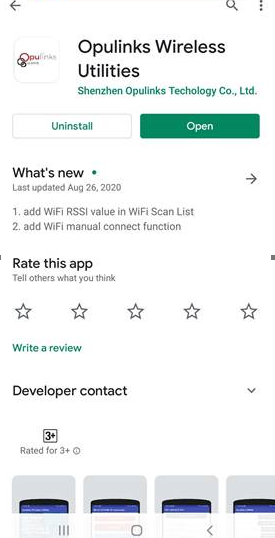 Opulinks
Opulinks Wireless
Utilities
Shenzhen Opulinks Techology Co., Ltd.
Uninstall
Open
What's new
Last updated Aug 26, 2020
1. add WiFi RSSI value in WiFi Scan List
2. add WiFi manual connect function
Rate this app
Tell others what you think
Write a review
Developer contact
3+
Rated for 3+